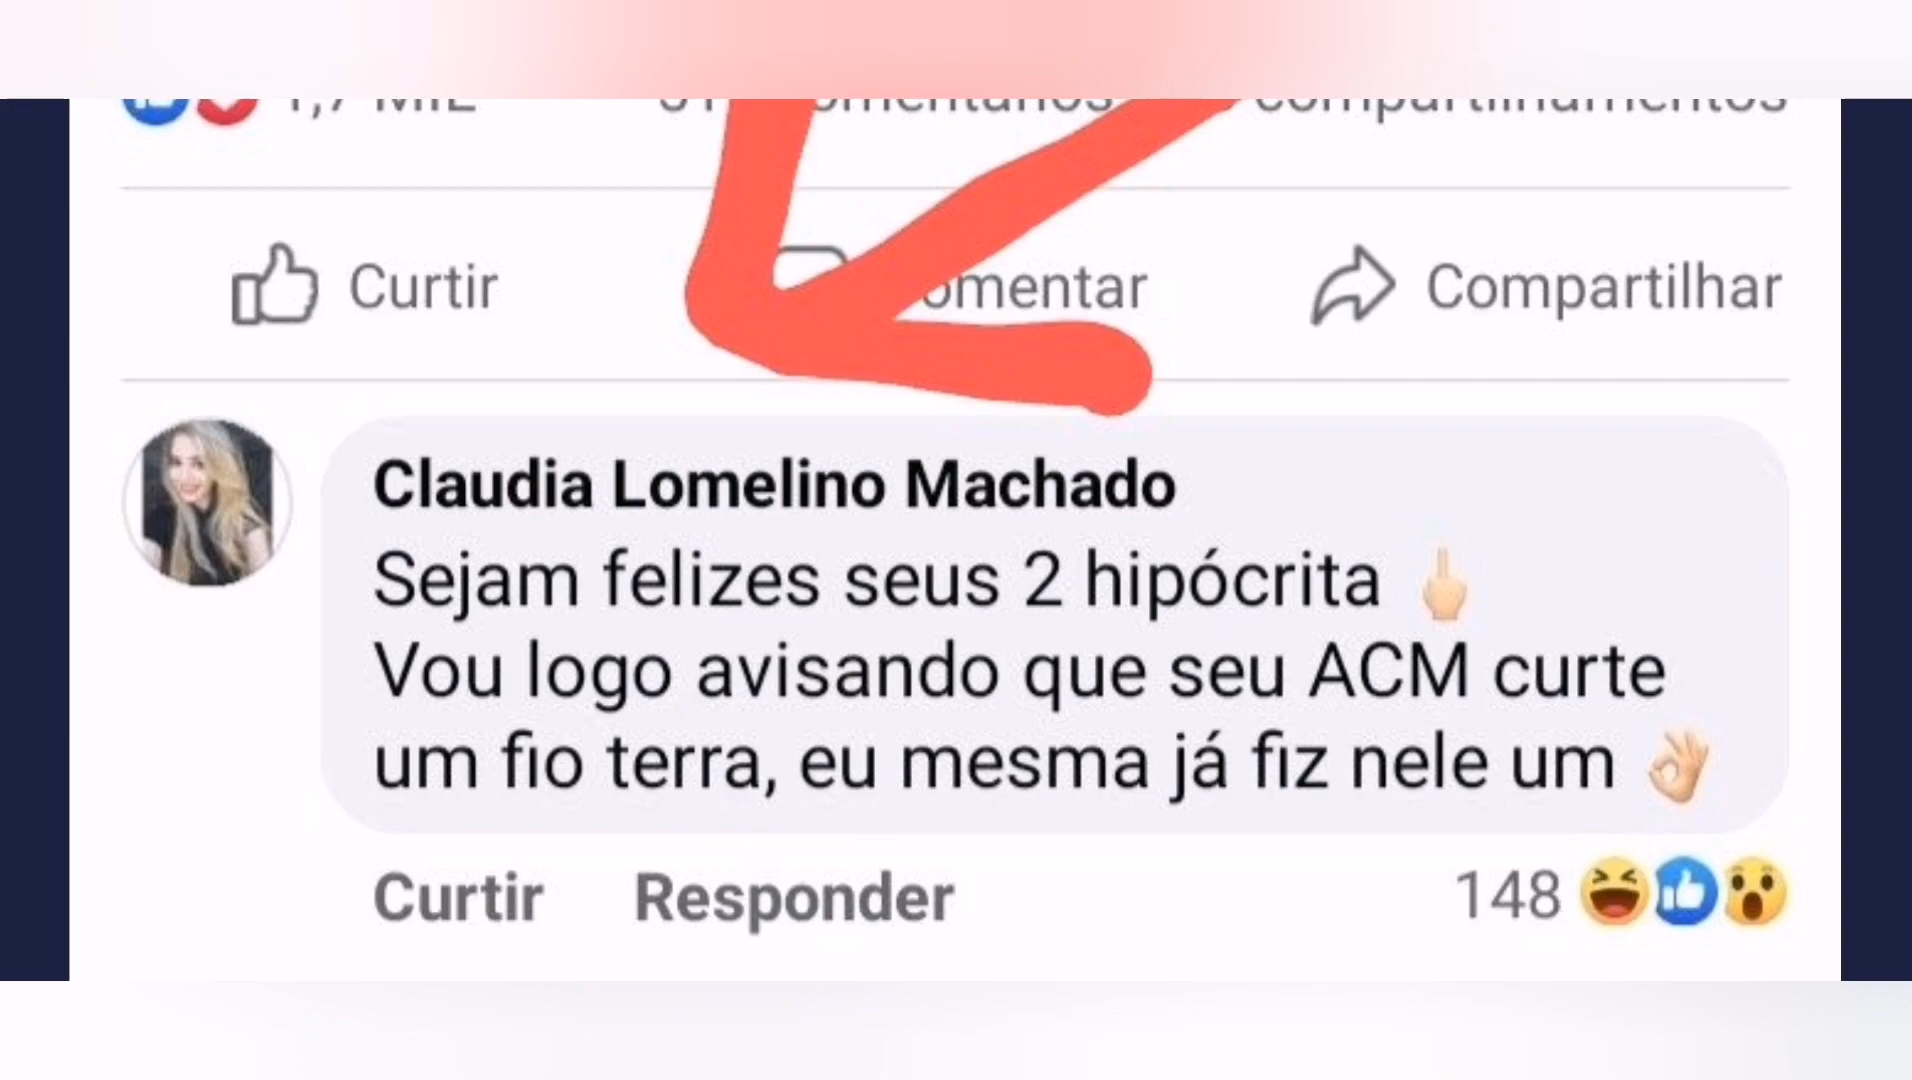 Curtir
Compartilhar
Claudia Lomelino Machado
Sejam felizes seus 2 hipócrita 🖕🏻
Vou logo avisando que seu ACM curte
um fio terra, eu mesma já fiz nele um 👌🏻
Curtir Responder 148